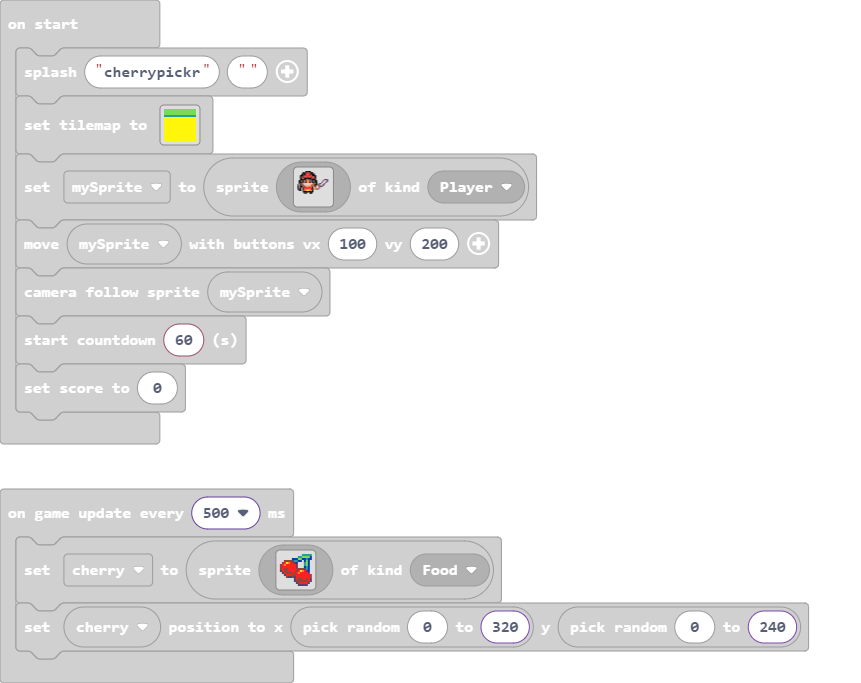 on start
splash "cherrypickr" " "
set tilemap to
set mySprite to sprite of kind Player
move mySprite with buttons vx 100 vy 200
camera follow sprite mySprite
start countdown 60 (s)
set score to 0
on game update every 500 ms
set cherry to sprite of kind Food
set cherry position to x pick random 0 to 320 y pick random 0 to 240